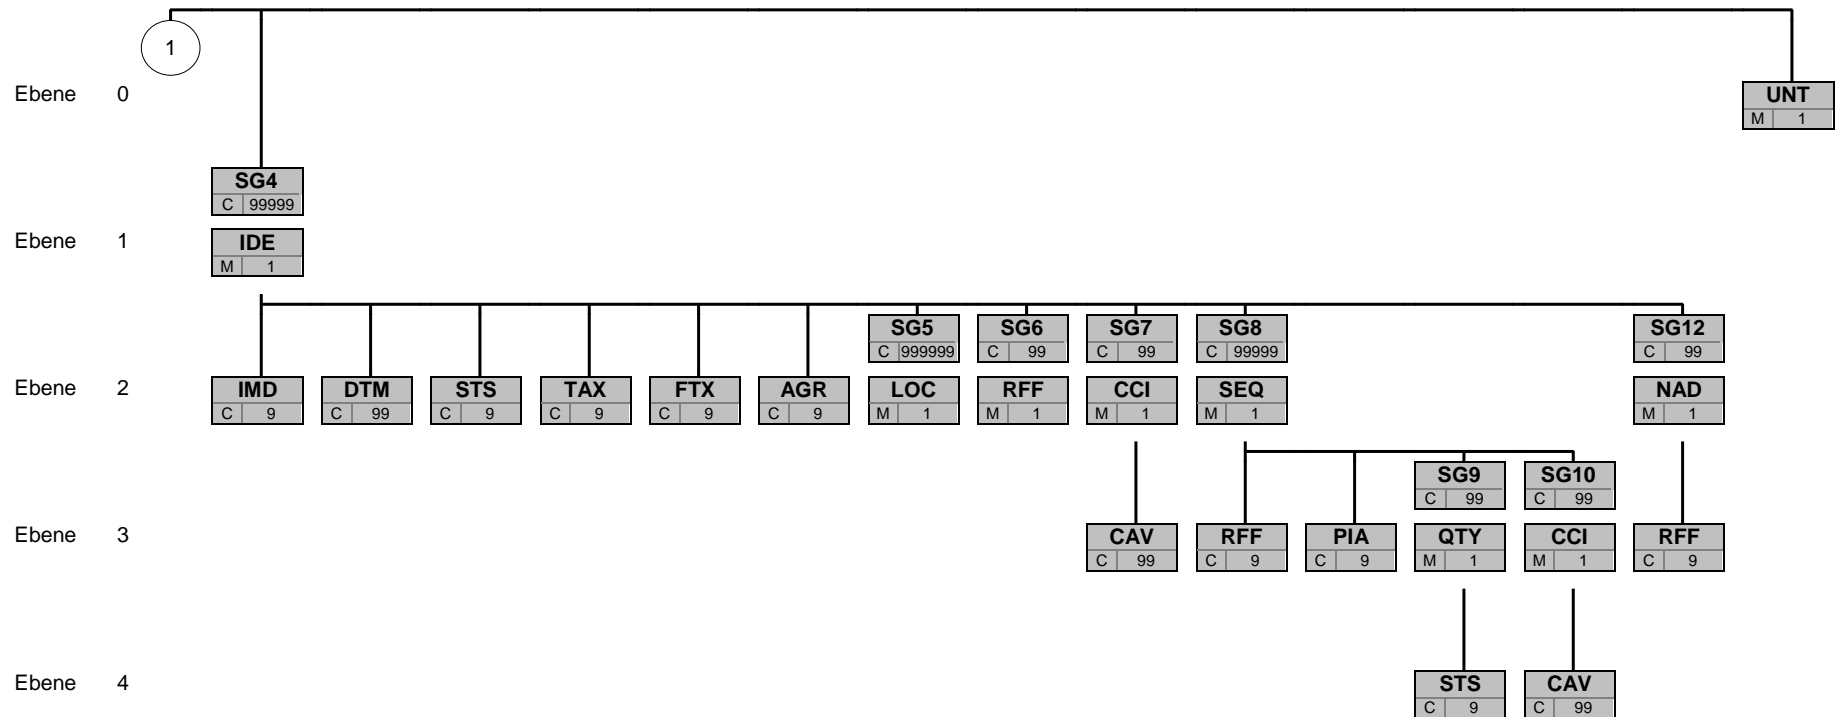 1
Ebene 0
UNT
M 1
SG4
C 99999
Ebene 1
IDE
M 1
SG5 SG6 SG7 SG8 SG12
C 999999 C 99 C 99 C 99999 C 99
Ebene 2
IMD DTM STS TAX FTX AGR LOC RFF CCI SEQ NAD
C 9 C 99 C 9 C 9 C 9 C 9 M 1 M 1 M 1 M 1 M 1
SG9 SG10
C 99 C 99
Ebene 3
CAV RFF PIA QTY CCI RFF
C 99 C 9 C 9 M 1 M 1 C 9
Ebene 4
STS CAV
C 9 C 99